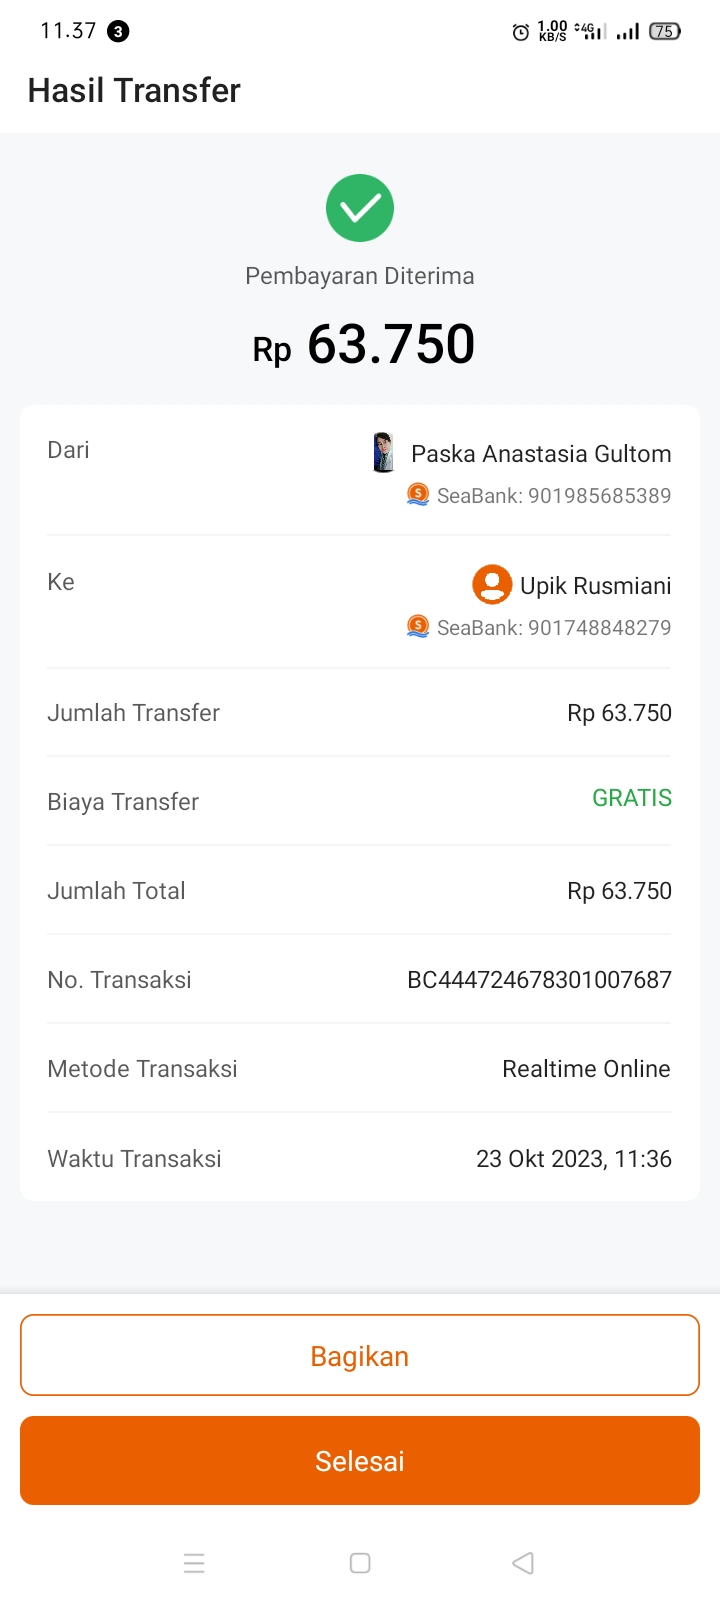 11.37 3 1.00 KB/S 4G 75
Hasil Transfer
Pembayaran Diterima
Rp 63.750
Dari Paska Anastasia Gultom
SeaBank: 901985685389
Ke Upik Rusmiani
SeaBank: 901748848279
Jumlah Transfer Rp 63.750
Biaya Transfer GRATIS
Jumlah Total Rp 63.750
No. Transaksi BC444724678301007687
Metode Transaksi Realtime Online
Waktu Transaksi 23 Okt 2023, 11:36
Bagikan
Selesai